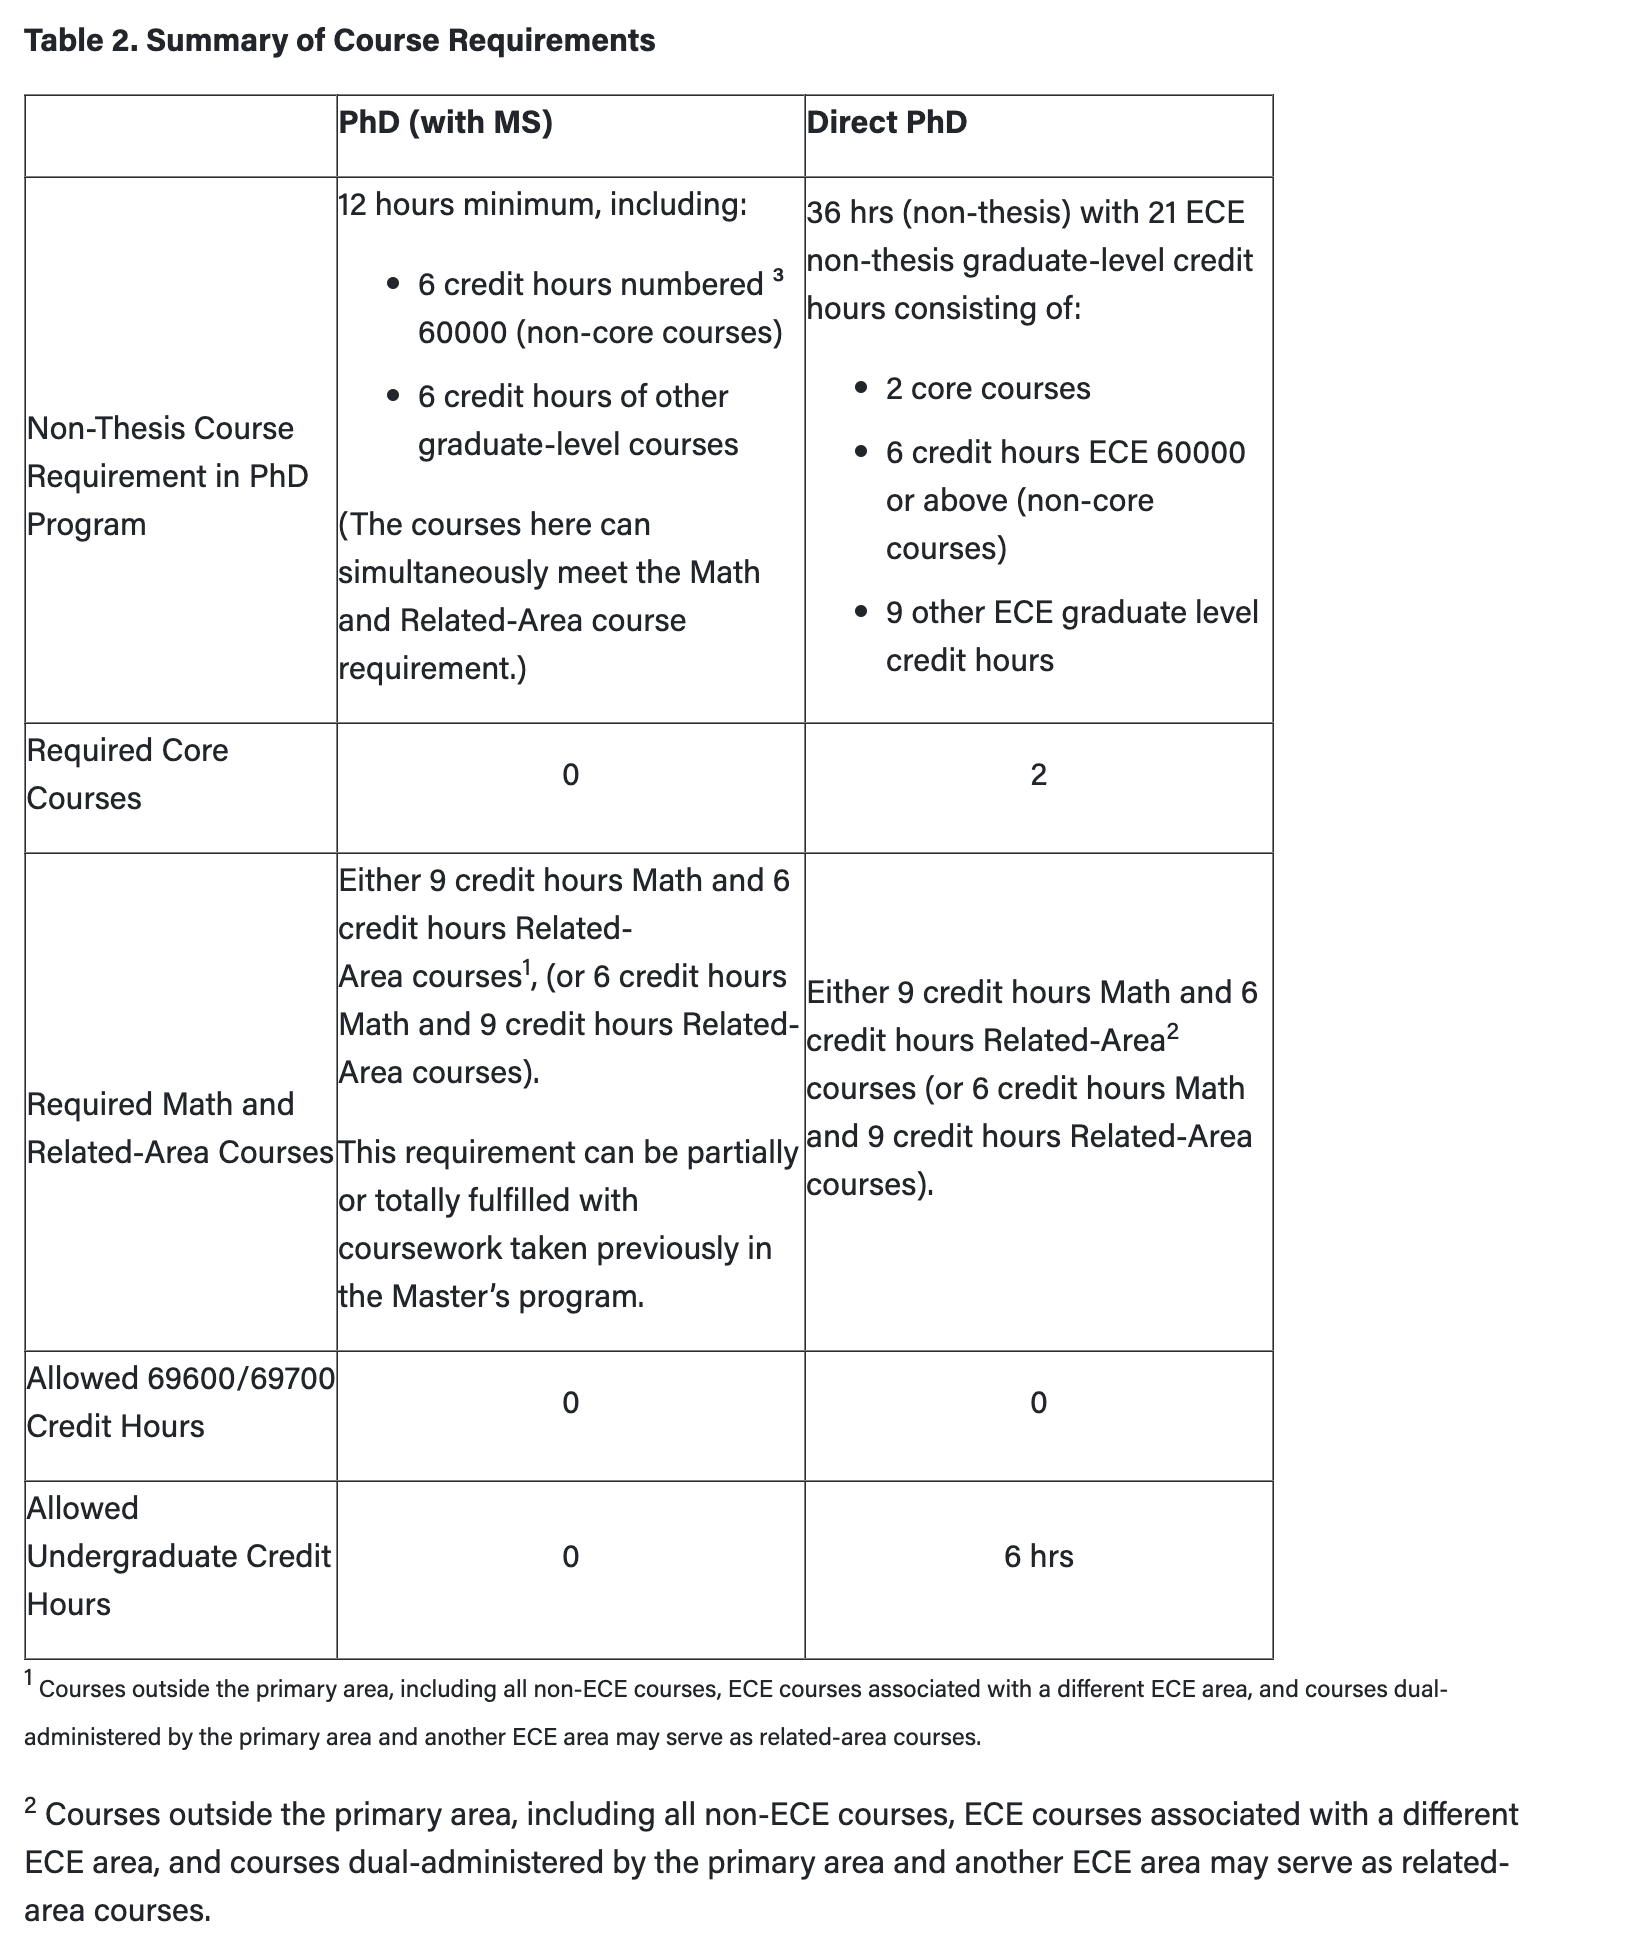 Table 2. Summary of Course Requirements
PhD (with MS)
Direct PhD
Non-Thesis Course
Requirement in PhD
Program
12 hours minimum, including:
• 6 credit hours numbered ³
60000 (non-core courses)
• 6 credit hours of other
graduate-level courses
(The courses here can
simultaneously meet the Math
and Related-Area course
requirement.)
36 hrs (non-thesis) with 21 ECE
non-thesis graduate-level credit
hours consisting of:
• 2 core courses
• 6 credit hours ECE 60000
or above (non-core
courses)
• 9 other ECE graduate level
credit hours
Required Core
Courses
0
2
Required Math and
Related-Area Courses
Either 9 credit hours Math and 6
credit hours Related-
Area courses¹, (or 6 credit hours
Math and 9 credit hours Related-
Area courses).
This requirement can be partially
or totally fulfilled with
coursework taken previously in
the Master’s program.
Either 9 credit hours Math and 6
credit hours Related-Area²
courses (or 6 credit hours Math
and 9 credit hours Related-Area
courses).
Allowed 69600/69700
Credit Hours
0
0
Allowed
Undergraduate Credit
Hours
0
6 hrs
¹ Courses outside the primary area, including all non-ECE courses, ECE courses associated with a different ECE area, and courses dual-
administered by the primary area and another ECE area may serve as related-area courses.
² Courses outside the primary area, including all non-ECE courses, ECE courses associated with a different
ECE area, and courses dual-administered by the primary area and another ECE area may serve as related-
area courses.